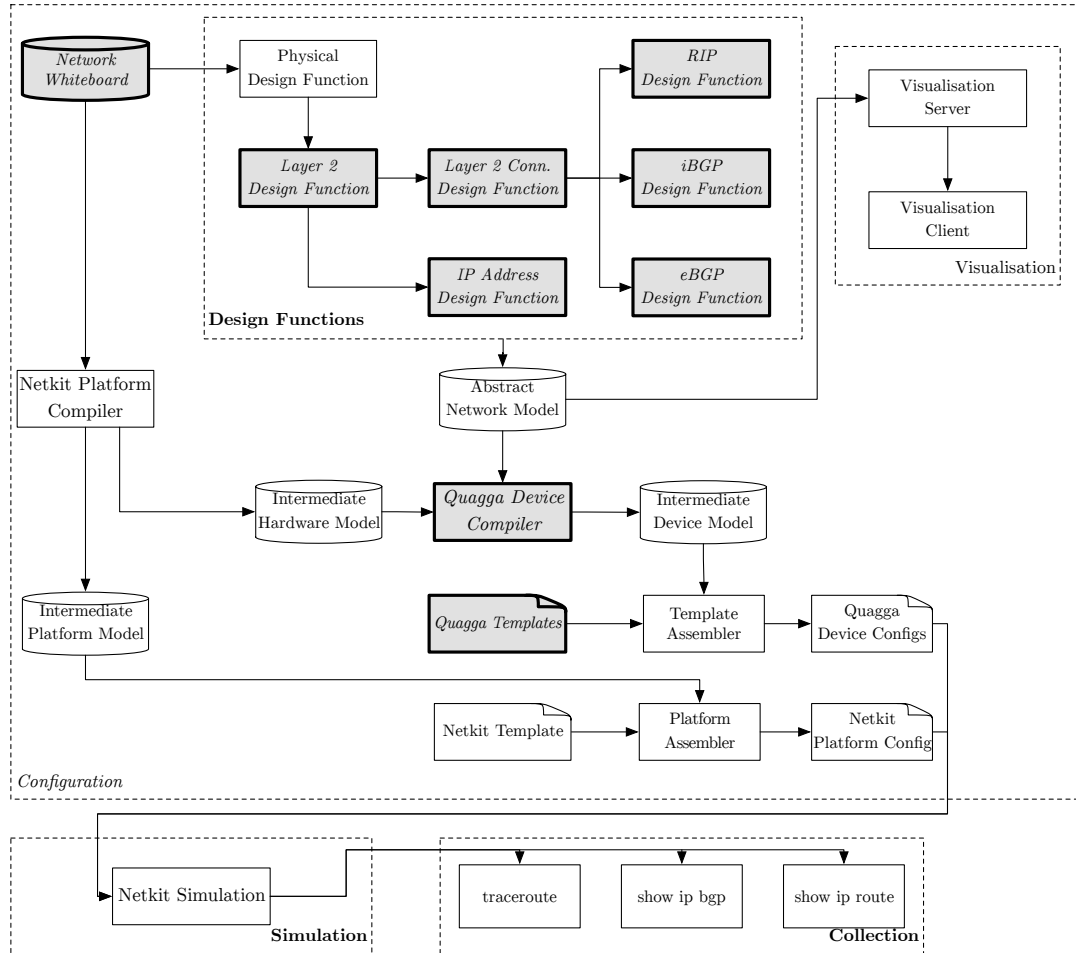 Network
Whiteboard
Physical
Design Function
RIP
Design Function
Visualisation
Server
Layer 2
Design Function
Layer 2 Conn.
Design Function
iBGP
Design Function
Visualisation
Client
IP Address
Design Function
eBGP
Design Function
Visualisation
Design Functions
Netkit Platform
Compiler
Abstract
Network Model
Intermediate
Hardware Model
Quagga Device
Compiler
Intermediate
Device Model
Intermediate
Platform Model
Quagga Templates
Template
Assembler
Quagga
Device Configs
Netkit Template
Platform
Assembler
Netkit
Platform Config
Configuration
Netkit Simulation
traceroute
show ip bgp
show ip route
Simulation
Collection